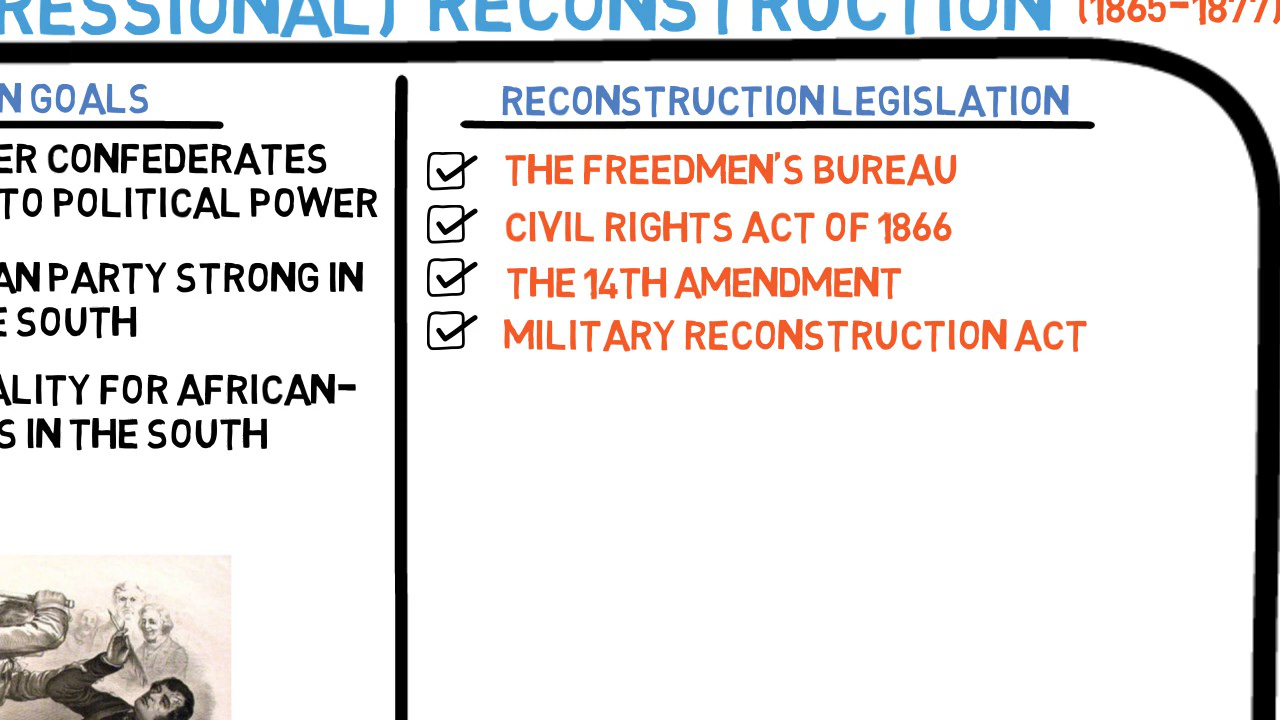 RESSIONAL) RECONSTRUCTION (1865-1877)
N GOALS
ER CONFEDERATES
TO POLITICAL POWER
AN PARTY STRONG IN
E SOUTH
ALITY FOR AFRICAN-
S IN THE SOUTH
RECONSTRUCTION LEGISLATION
THE FREEDMEN'S BUREAU
CIVIL RIGHTS ACT OF 1866
THE 14TH AMENDMENT
MILITARY RECONSTRUCTION ACT